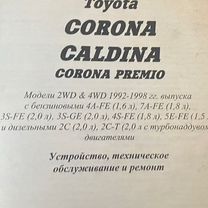 Toyota
CORONA
CALDINA
CORONA PREMIO
Модели 2WD & 4WD 1992-1998 гг. выпуска
с бензиновыми 4A-FE (1,6 л), 7A-FE (1,8 л),
3S-FE (2,0 л), 3S-GE (2,0 л), 4S-FE (1,8 л), 5E-FE (1,5
и дизельными 2C (2,0 л), 2C-T (2,0 л с турбонаддувом)
двигателями
Устройство, техническое
обслуживание и ремонт